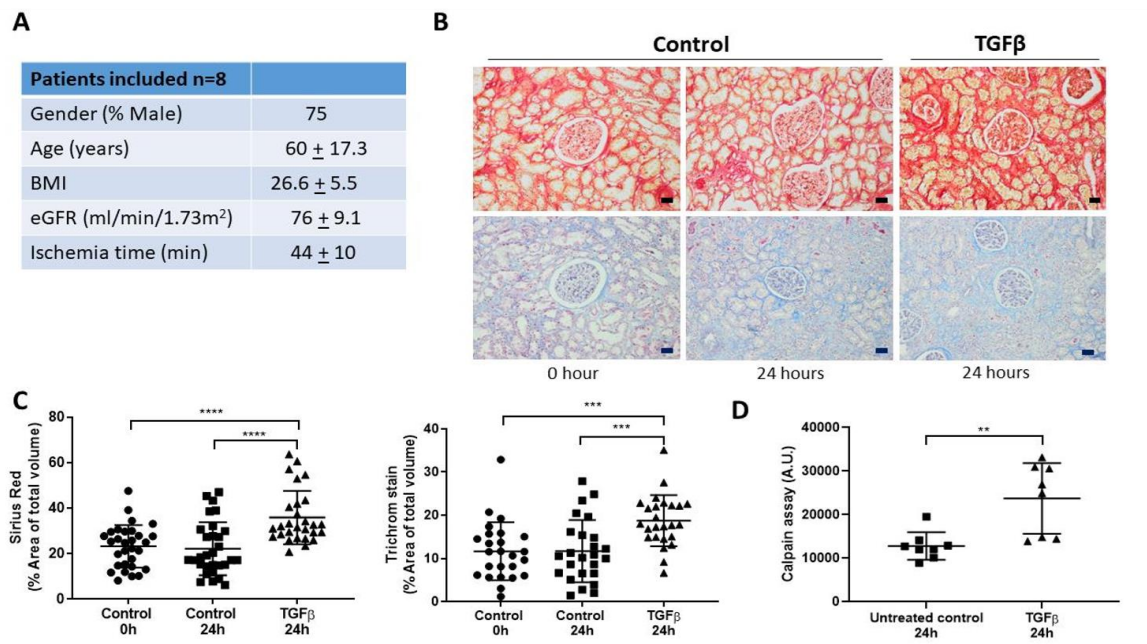 A
Patients included n=8
Gender (% Male) 75
Age (years) 60 ± 17.3
BMI 26.6 ± 5.5
eGFR (ml/min/1.73m²) 76 ± 9.1
Ischemia time (min) 44 ± 10
B
Control TGFβ
0 hour 24 hours 24 hours
C
Sirius Red
(% Area of total volume)
80
60
40
20
0
****
****
Control
0h
Control
24h
TGFβ
24h
Trichrom stain
(% Area of total volume)
40
30
20
10
0
***
***
Control
0h
Control
24h
TGFβ
24h
D
Calpain assay (A.U.)
40000
30000
20000
10000
0
**
Untreated control
24h
TGFβ
24h